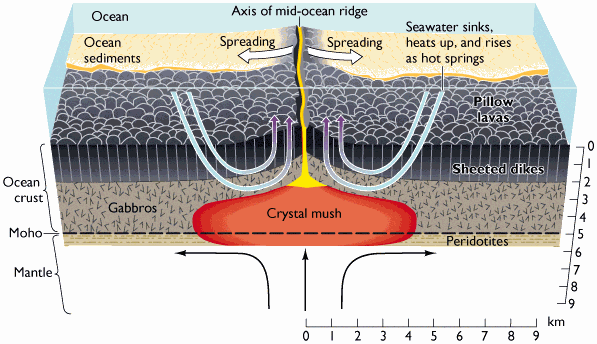 Ocean
Axis of mid-ocean ridge
Ocean
sediments
Spreading
Spreading
Seawater sinks,
heats up, and rises
as hot springs
Pillow
lavas
Sheeted dikes
Ocean
crust
Gabbros
Crystal mush
Moho
Peridotites
Mantle
0
1
2
3
4
5
6
7
8
9
km
0 1 2 3 4 5 6 7 8 9